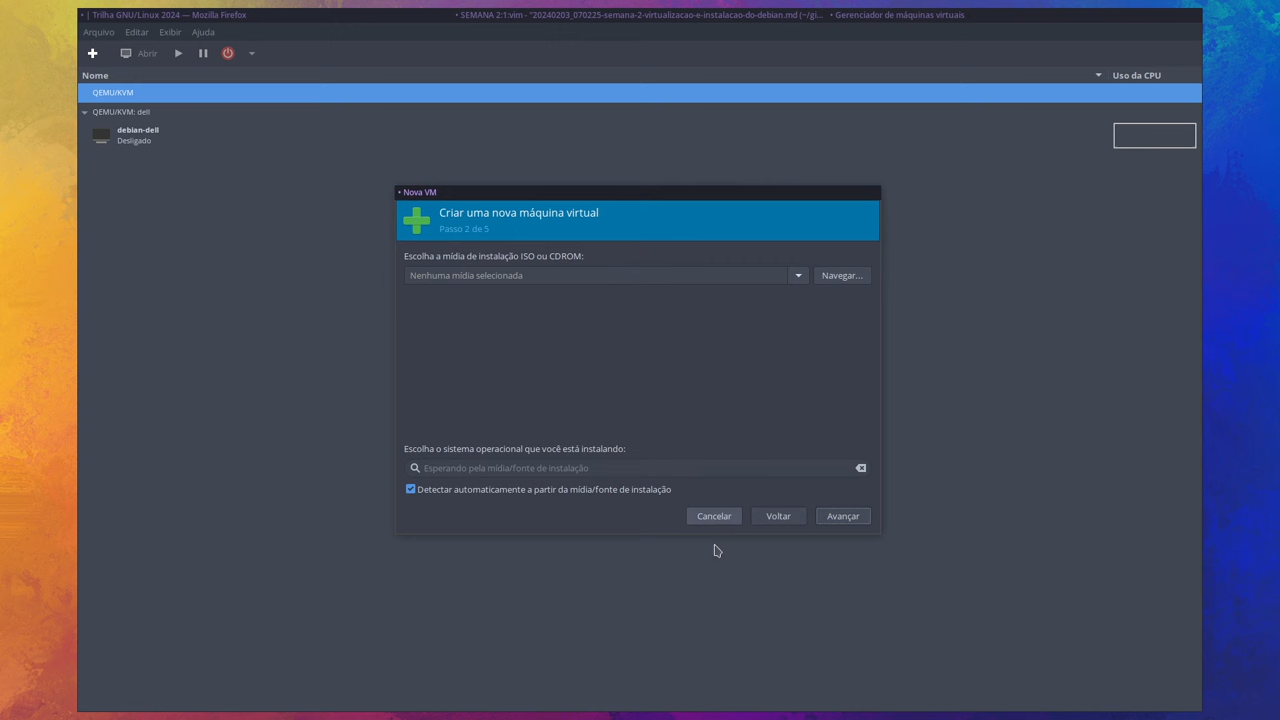 • | Trilha GNU/Linux 2024 — Mozilla Firefox
• SEMANA 2:1:vim - "20240203_070225-semana-2-virtualizacao-e-instalacao-do-debian.md (~/gi...
• Gerenciador de máquinas virtuais
Arquivo Editar Exibir Ajuda
Abrir
Nome Uso da CPU
QEMU/KVM
QEMU/KVM: dell
debian-dell
Desligado
• Nova VM
Criar uma nova máquina virtual
Passo 2 de 5
Escolha a mídia de instalação ISO ou CDROM:
Nenhuma mídia selecionada Navegar...
Escolha o sistema operacional que você está instalando:
Esperando pela mídia/fonte de instalação
Detectar automaticamente a partir da mídia/fonte de instalação
Cancelar Voltar Avançar